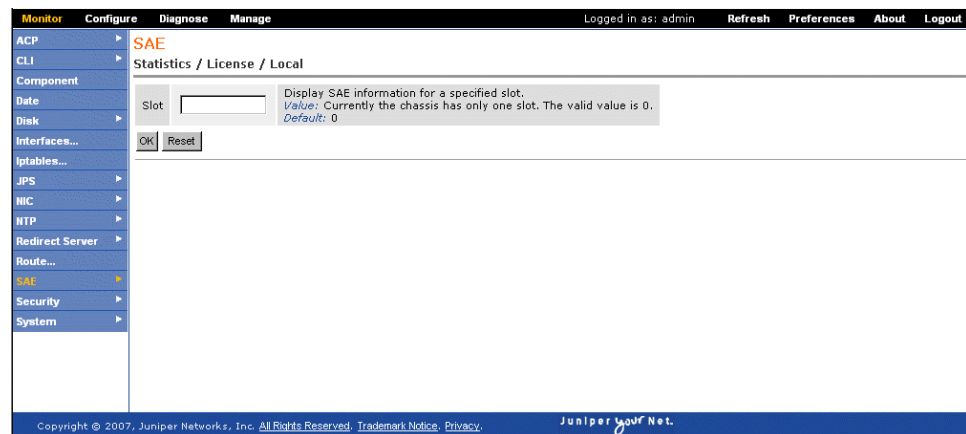 Monitor Configure Diagnose Manage Logged in as: admin Refresh Preferences About Logout
ACP
CLI
Component
Date
Disk
Interfaces...
Iptables...
JPS
NIC
NTP
Redirect Server
Route...
SAE
Security
System
SAE
Statistics / License / Local
Slot
Display SAE information for a specified slot.
Value: Currently the chassis has only one slot. The valid value is 0.
Default: 0
OK Reset
Copyright © 2007, Juniper Networks, Inc. All Rights Reserved. Trademark Notice. Privacy. Juniper your Net.